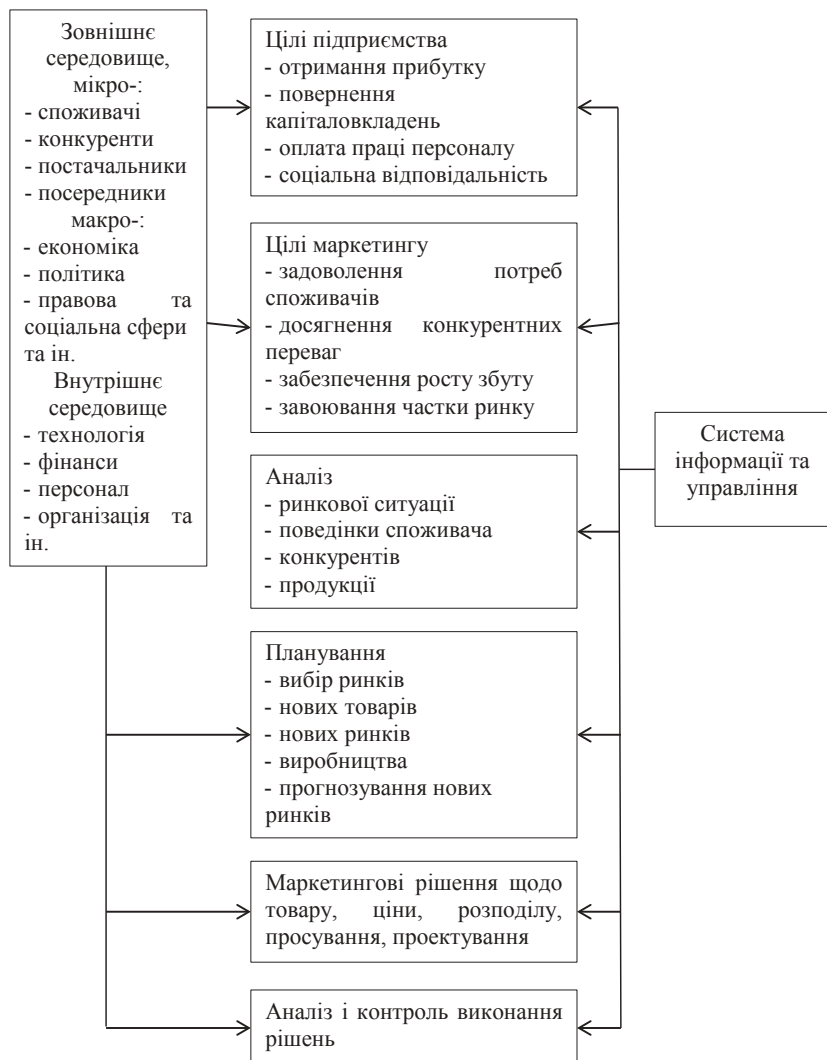 Зовнішнє
середовище,
мікро-:
- споживачі
- конкуренти
- постачальники
- посередники
макро-:
- економіка
- політика
- правова та
соціальна сфери
та ін.
Внутрішнє
середовище
- технологія
- фінанси
- персонал
- організація та
ін.
Цілі підприємства
- отримання прибутку
- повернення
капіталовкладень
- оплата праці персоналу
- соціальна відповідальність
Цілі маркетингу
- задоволення потреб
споживачів
- досягнення конкурентних
переваг
- забезпечення росту збуту
- завоювання частки ринку
Аналіз
- ринкової ситуації
- поведінки споживача
- конкурентів
- продукції
Планування
- вибір ринків
- нових товарів
- нових ринків
- виробництва
- прогнозування нових
ринків
Маркетингові рішення щодо
товару, ціни, розподілу,
просування, проектування
Аналіз і контроль виконання
рішень
Система
інформації та
управління